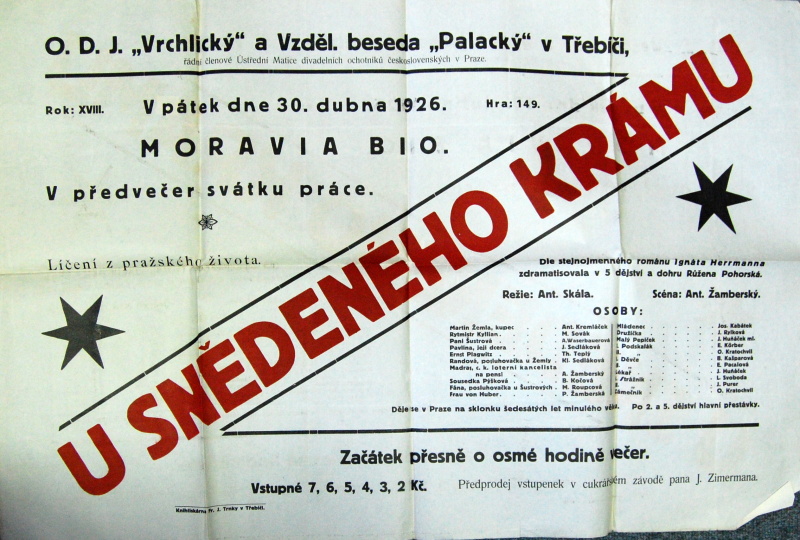 O. D. J. „Vrchlický“ a Vzděl. beseda „Palacký“ v Třebíči,
řádní členové Ústřední Matice divadelních ochotníků československých v Praze.
Rok: XVIII. V pátek dne 30. dubna 1926. Hra: 149.
MORAVIA BIO.
V předvečer svátku práce.
Líčení z pražského života.
U SNĚDENÉHO KRÁMU
Dle stejnojmenného románu Ignáta Herrmanna
zdramatisovala v 5 dějství a dohru Růžena Pohorská.
Režie: Ant. Skála. Scéna: Ant. Žamberský.
OSOBY:
Martin Žemla, kupec Ant. Kremláček
Rytmistr Kyllian M. Sovák
Paní Šustrová A. Waserbauerová
Pavlína, její dcera J. Sedláková
Ernst Plagwitz Th. Teplý
Randová, posluhovačka u Žemly Kl. Sedláková
Madras, c. k. loterní kancelista
na pensi A. Žamberský
Sousedka Pýšková B. Kočová
Fána, posluhovačka u Šustrových M. Roupcová
Frau von Huber P. Žamberská
Mládenec Joz. Kabátek
Družička J. Rylková
Malý Pepíček J. Huňáček ml.
Podskalák E. Körber
O. Kratochvíl
Děvče B. Kašparová
E. Pacalová
J. Huňáček
Strážník L. Svoboda
J. Purer
Zámečník O. Kratochvíl
Děje se v Praze na sklonku šedesátých let minulého věku. Po 2. a 5. dějství hlavní přestávky.
Začátek přesně o osmé hodině večer.
Vstupné 7, 6, 5, 4, 3, 2 Kč. Předprodej vstupenek v cukrářském závodě pana J. Zimermana.
Knihtiskárna Fr. J. Trnky v Třebíči.